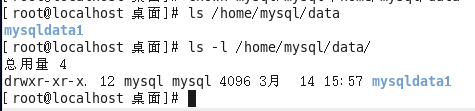 [root@localhost 桌面]# ls /home/mysql/data
mysqldata1
[root@localhost 桌面]# ls -l /home/mysql/data/
总用量 4
drwxr-xr-x. 12 mysql mysql 4096 3月  14 15:57 mysqldata1
[root@localhost 桌面]#